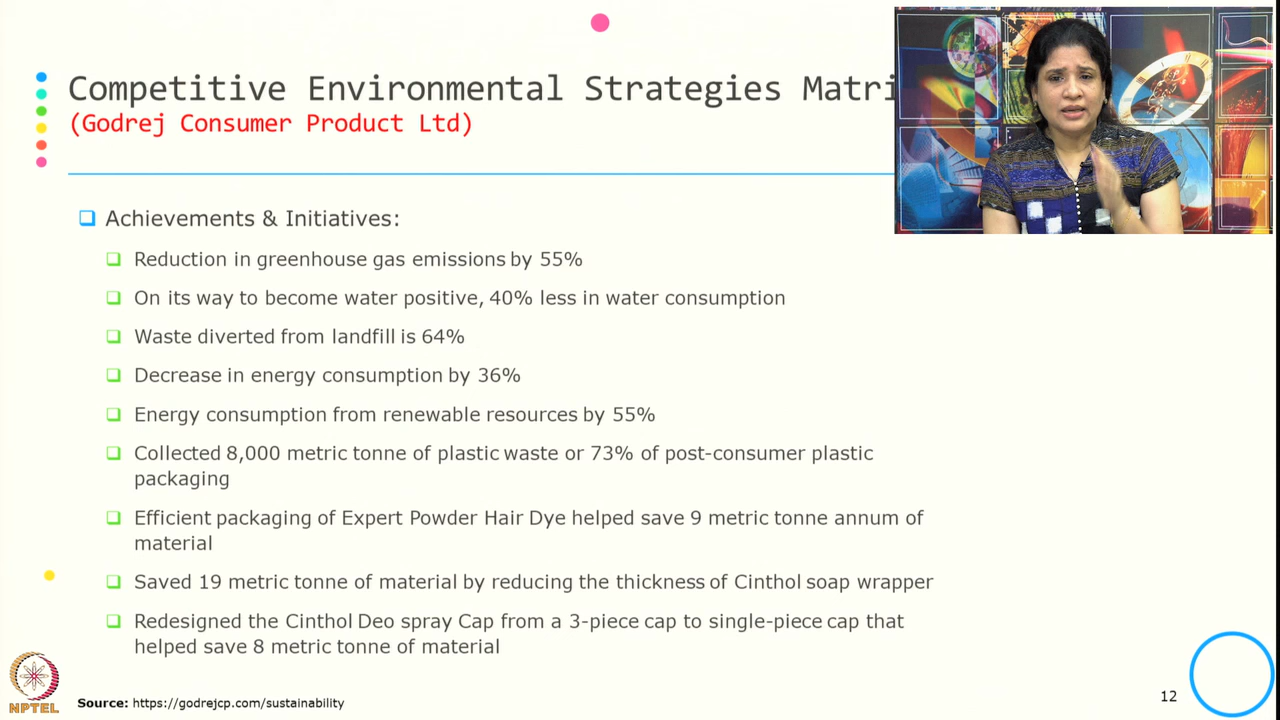 Competitive Environmental Strategies Matri
(Godrej Consumer Product Ltd)
Achievements & Initiatives:
Reduction in greenhouse gas emissions by 55%
On its way to become water positive, 40% less in water consumption
Waste diverted from landfill is 64%
Decrease in energy consumption by 36%
Energy consumption from renewable resources by 55%
Collected 8,000 metric tonne of plastic waste or 73% of post-consumer plastic
packaging
Efficient packaging of Expert Powder Hair Dye helped save 9 metric tonne annum of
material
Saved 19 metric tonne of material by reducing the thickness of Cinthol soap wrapper
Redesigned the Cinthol Deo spray Cap from a 3-piece cap to single-piece cap that
helped save 8 metric tonne of material
NPTEL
Source: https://godrejcp.com/sustainability
12